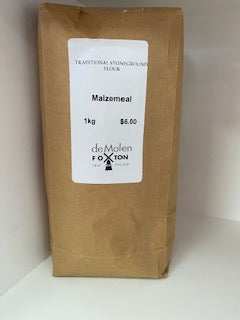 TRADITIONAL STONEGROUND
FLOUR
Maizemeal
1kg $6.00
de Molen
FOXTON